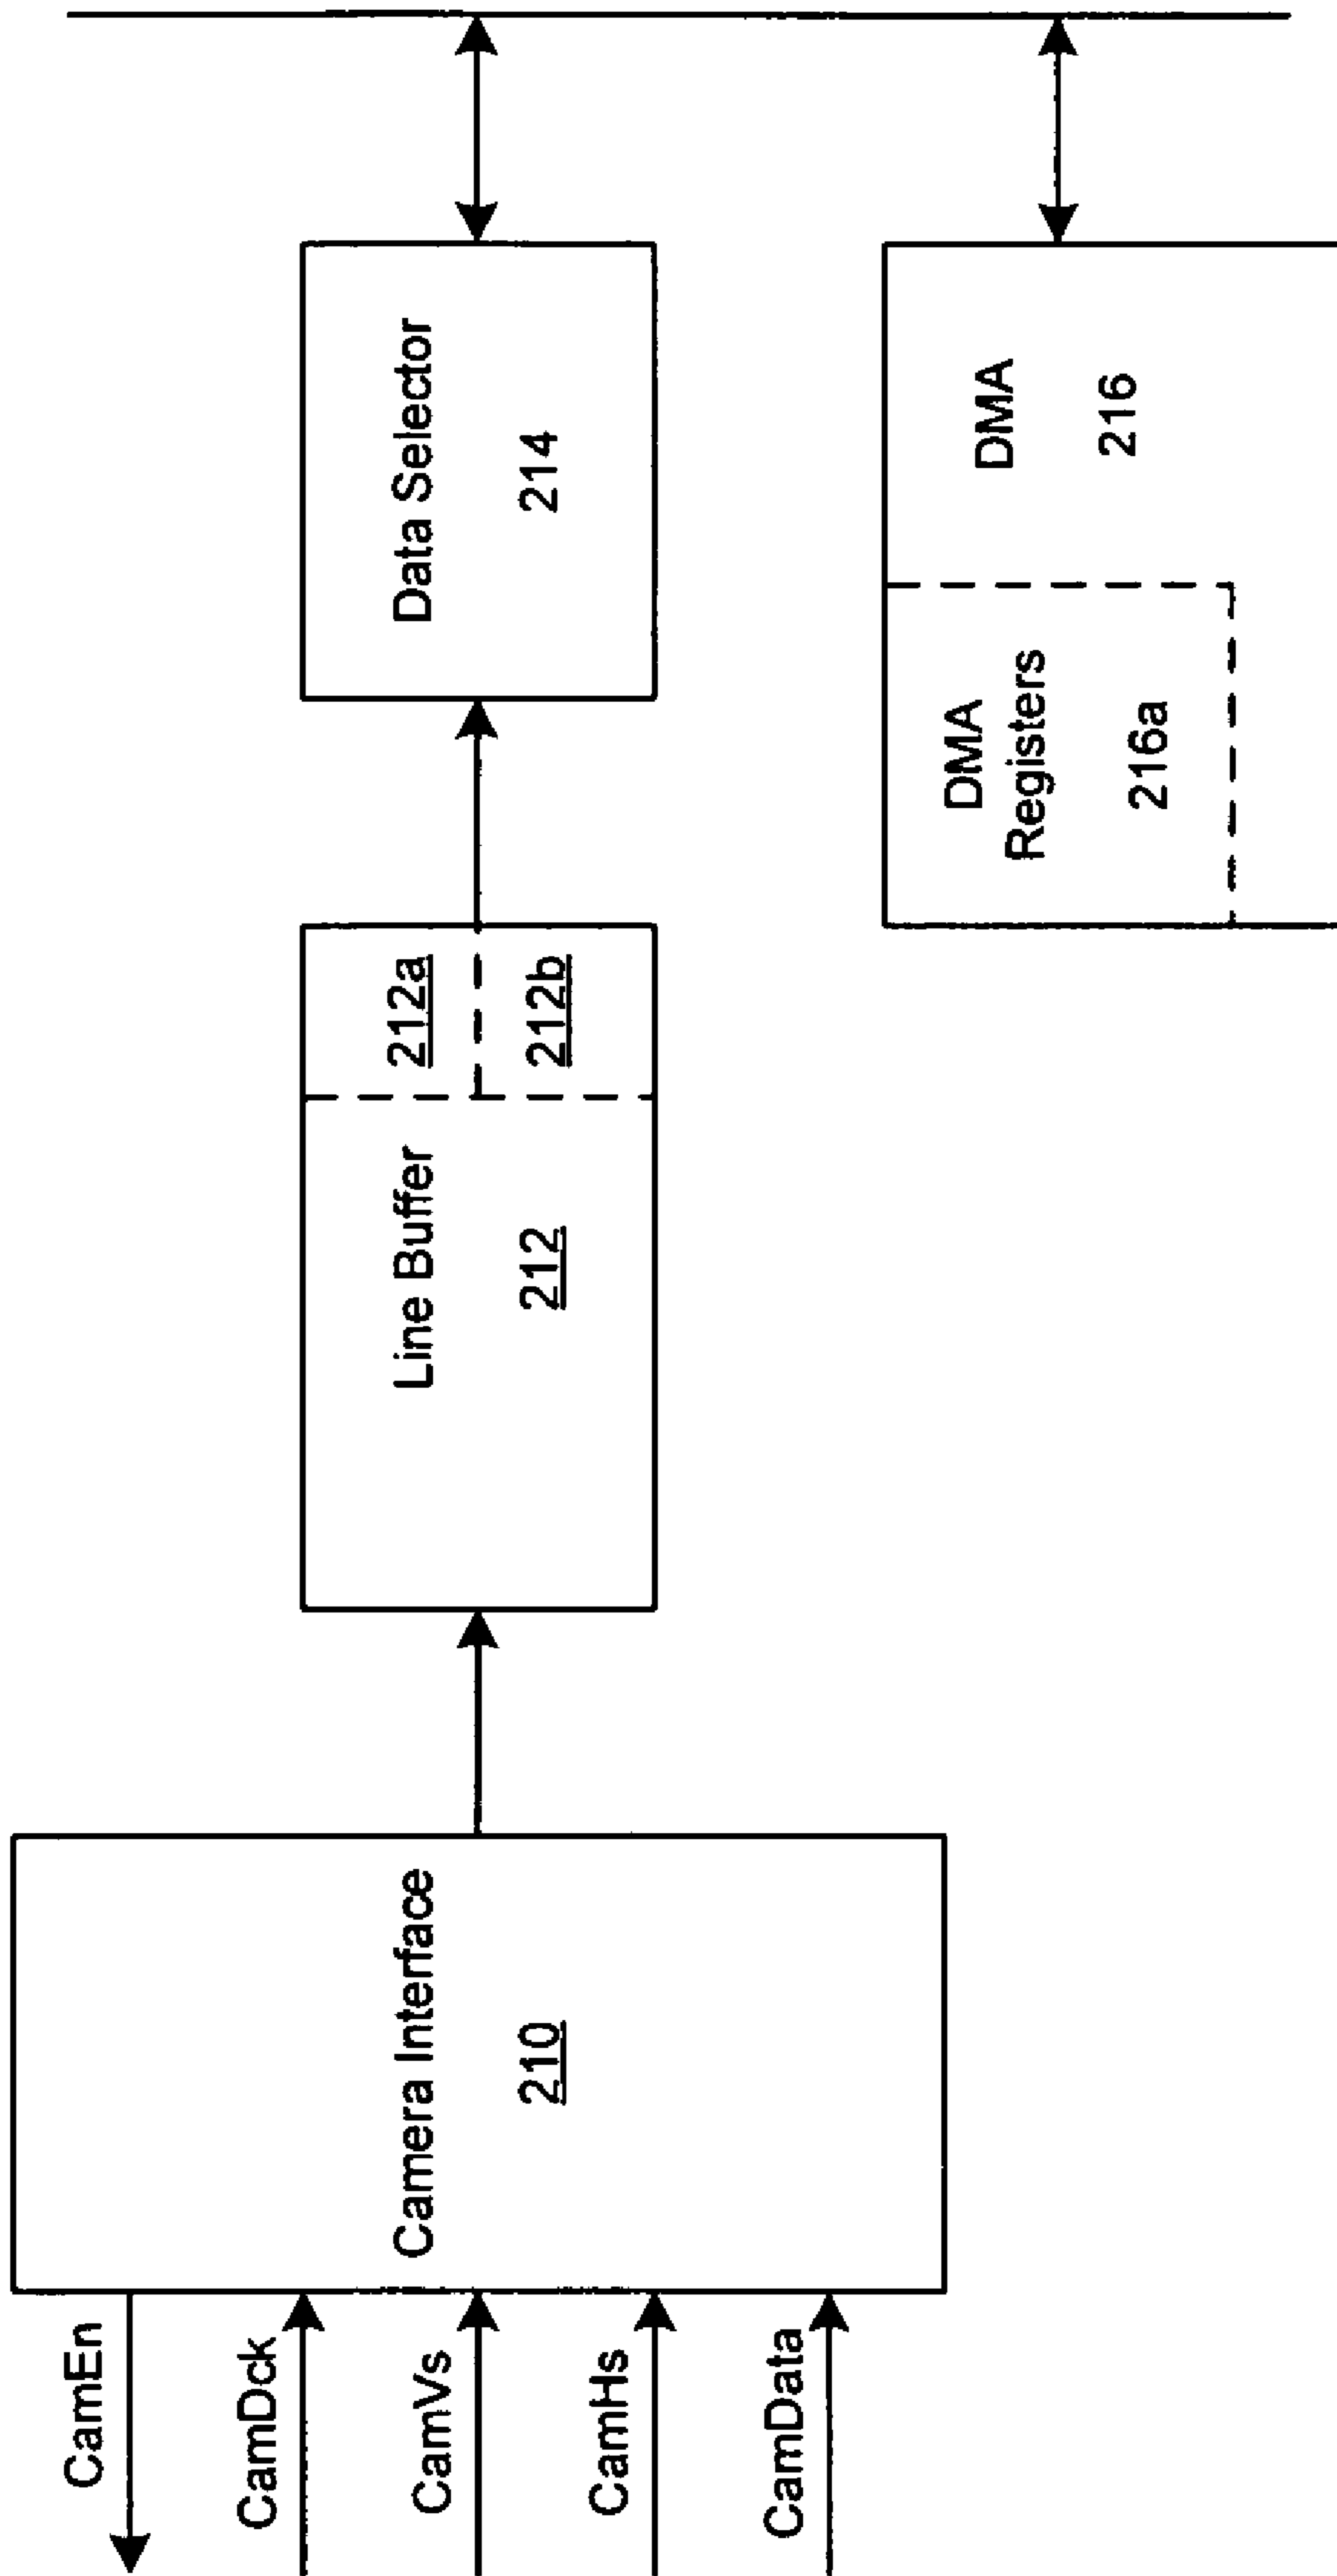 CamEn
CamDck
CamVs
CamHs
CamData
Camera Interface
210
Line Buffer
212
212a
212b
Data Selector
214
DMA
Registers
216a
DMA
216